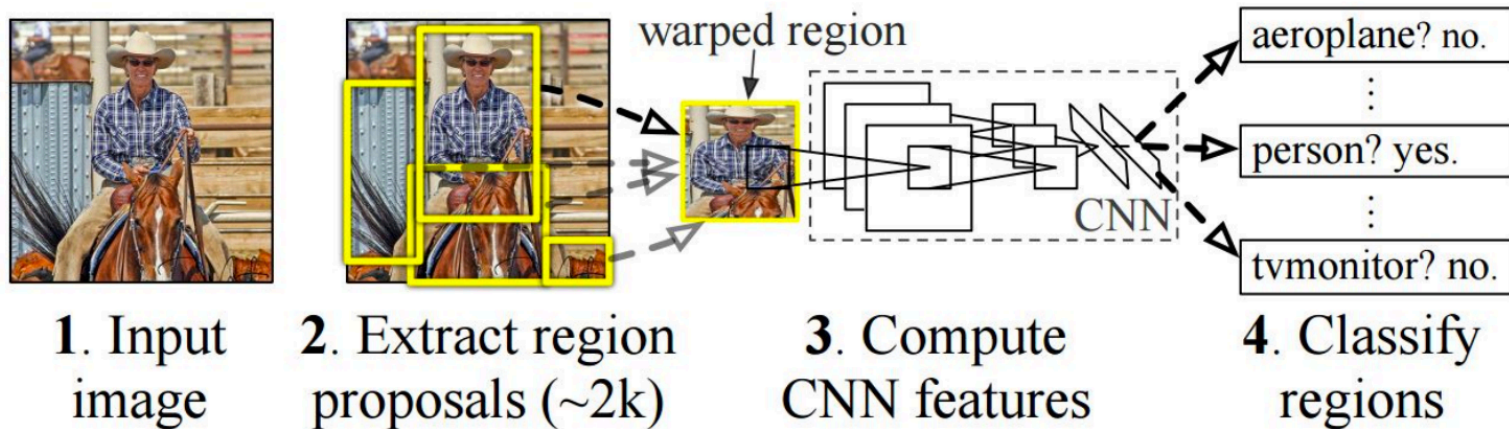 warped region
aeroplane? no.
⋮
person? yes.
CNN
⋮
tvmonitor? no.
1. Input
image
2. Extract region
proposals (~2k)
3. Compute
CNN features
4. Classify
regions